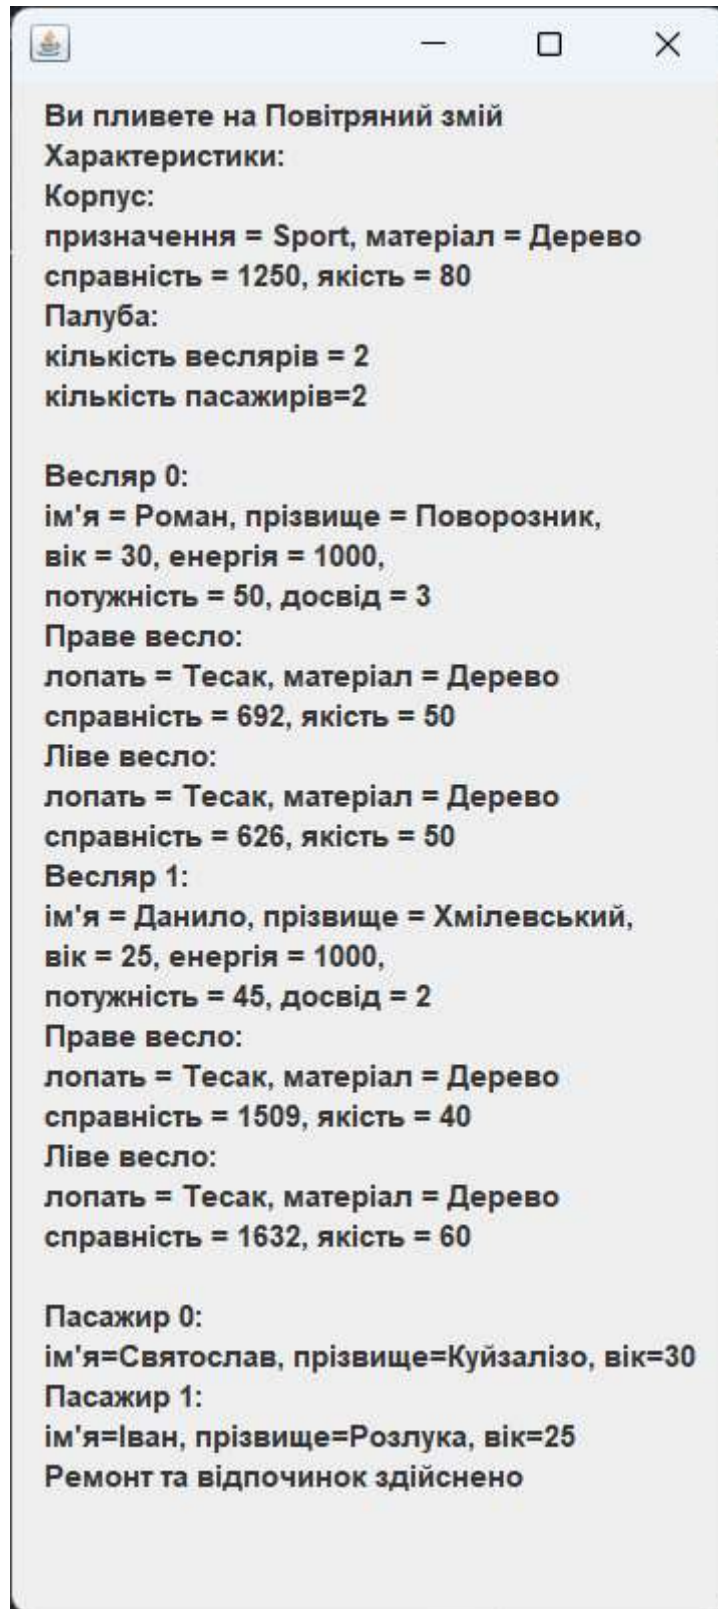 Ви пливете на Повітряний змій
Характеристики:
Корпус:
призначення = Sport, матеріал = Дерево
справність = 1250, якість = 80
Палуба:
кількість веслярів = 2
кількість пасажирів=2
Весляр 0:
ім'я = Роман, прізвище = Поворозник,
вік = 30, енергія = 1000,
потужність = 50, досвід = 3
Праве весло:
лопать = Тесак, матеріал = Дерево
справність = 692, якість = 50
Ліве весло:
лопать = Тесак, матеріал = Дерево
справність = 626, якість = 50
Весляр 1:
ім'я = Данило, прізвище = Хмілевський,
вік = 25, енергія = 1000,
потужність = 45, досвід = 2
Праве весло:
лопать = Тесак, матеріал = Дерево
справність = 1509, якість = 40
Ліве весло:
лопать = Тесак, матеріал = Дерево
справність = 1632, якість = 60
Пасажир 0:
ім'я=Святослав, прізвище=Куйзалізо, вік=30
Пасажир 1:
ім'я=Іван, прізвище=Розлука, вік=25
Ремонт та відпочинок здійснено